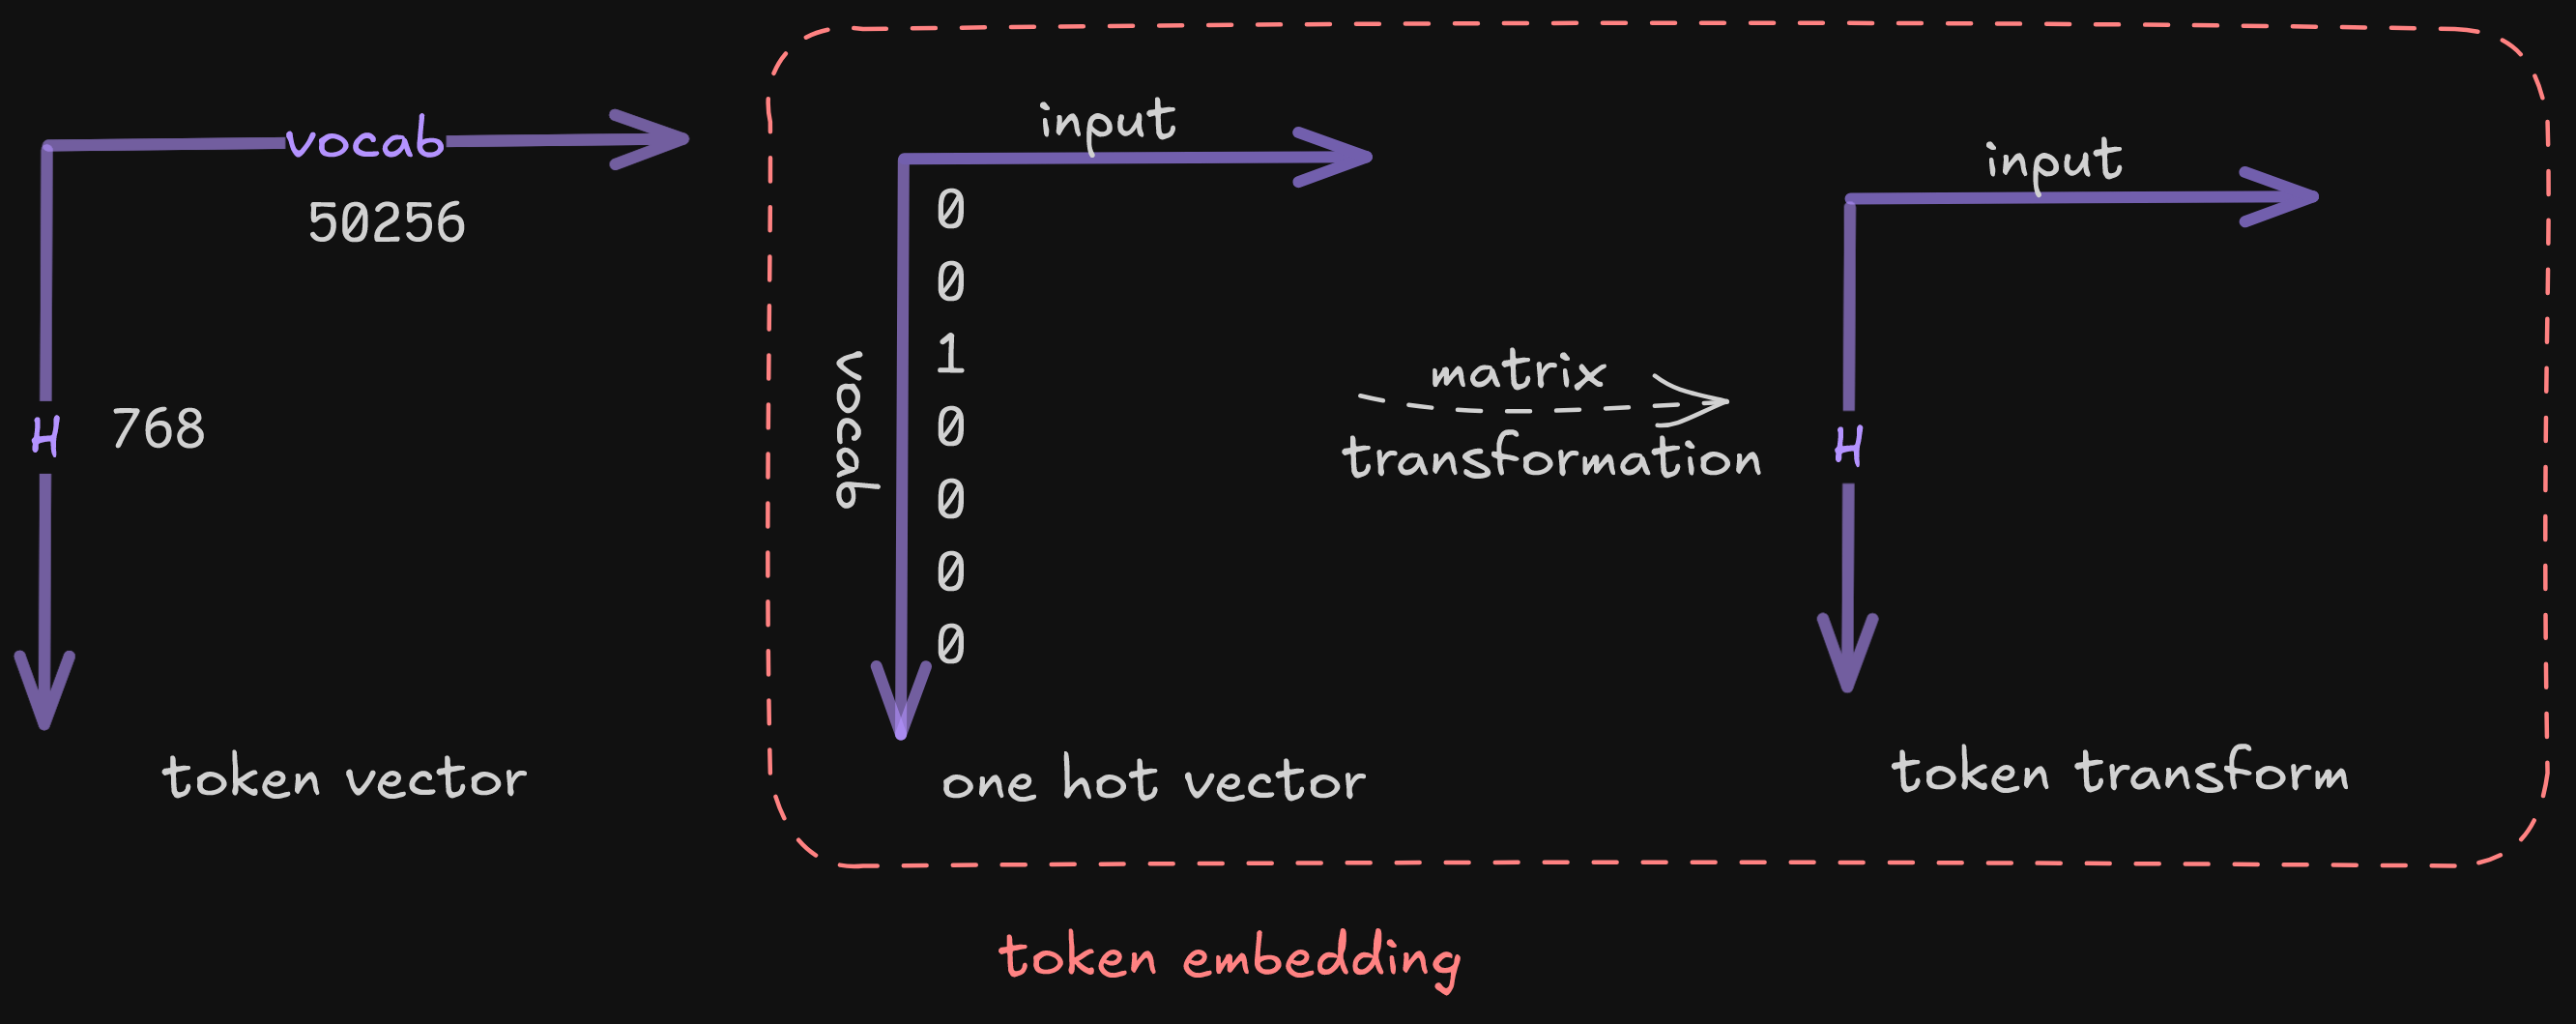 vocab
50256
H
768
token vector
input
vocab
0
0
1
0
0
0
0
one hot vector
matrix
transformation
input
H
token transform
token embedding